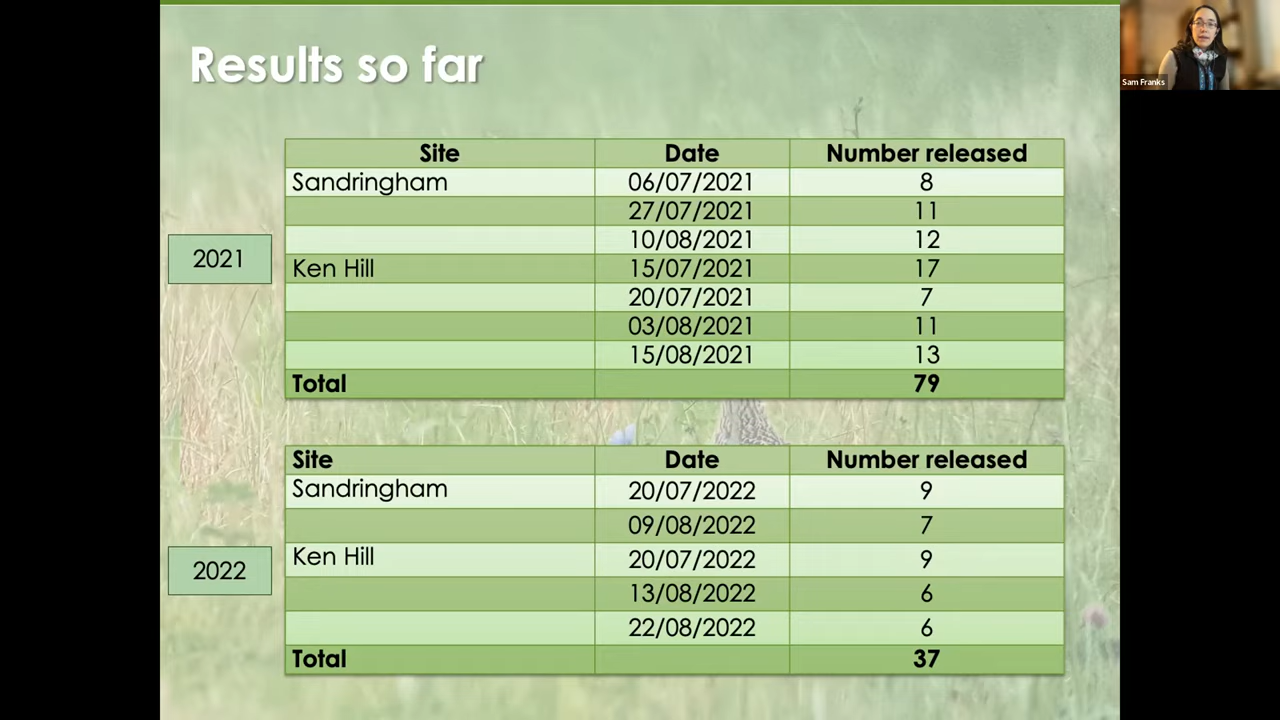 Results so far
Sam Franks
Site Date Number released
Sandringham 06/07/2021 8
27/07/2021 11
10/08/2021 12
2021
Ken Hill 15/07/2021 17
20/07/2021 7
03/08/2021 11
15/08/2021 13
Total 79
Site Date Number released
Sandringham 20/07/2022 9
09/08/2022 7
2022
Ken Hill 20/07/2022 9
13/08/2022 6
22/08/2022 6
Total 37